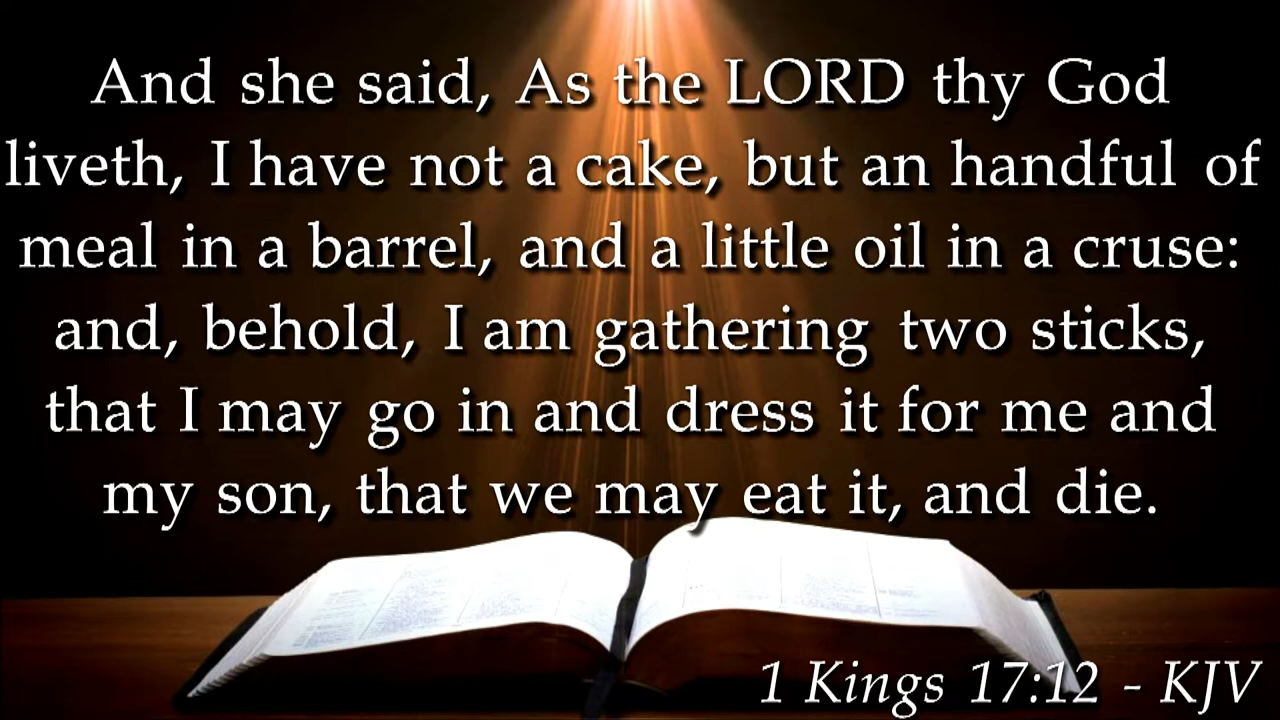 And she said, As the LORD thy God
liveth, I have not a cake, but an handful of
meal in a barrel, and a little oil in a cruse:
and, behold, I am gathering two sticks,
that I may go in and dress it for me and
my son, that we may eat it, and die.
1 Kings 17:12 - KJV